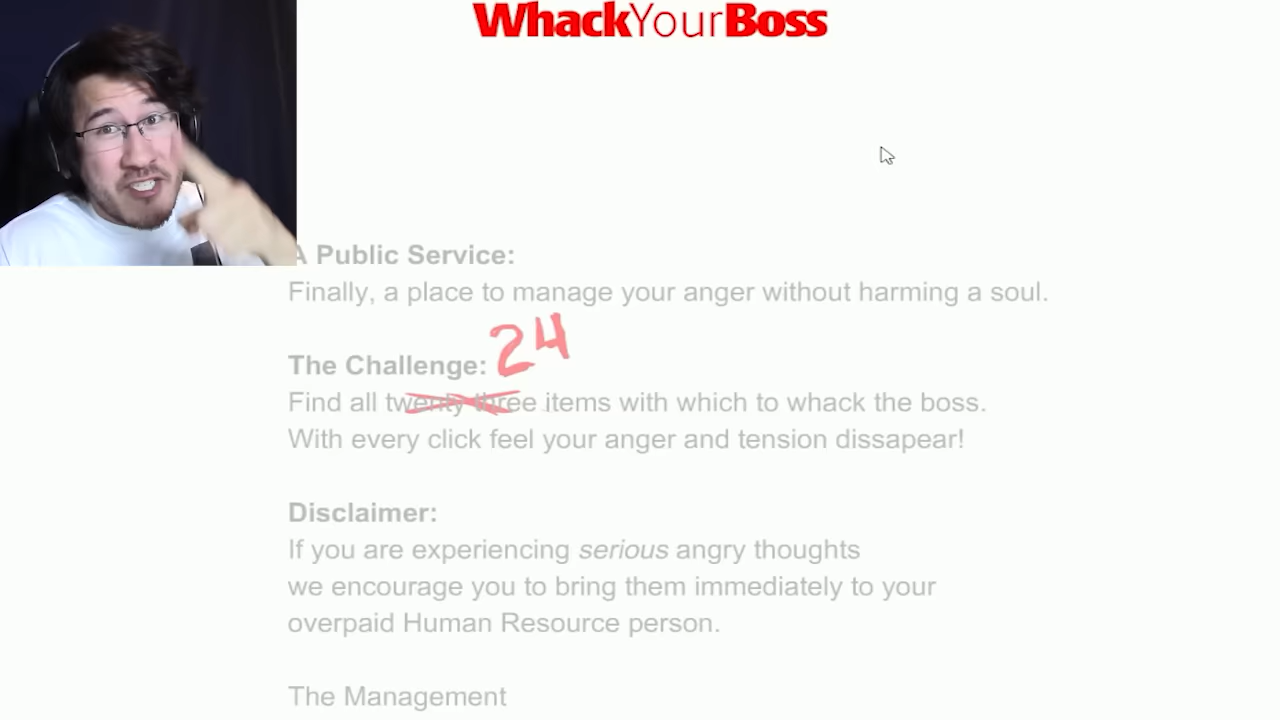 WhackYourBoss
A Public Service:
Finally, a place to manage your anger without harming a soul.
24
The Challenge:
Find all twenty three items with which to whack the boss.
With every click feel your anger and tension dissapear!
Disclaimer:
If you are experiencing serious angry thoughts
we encourage you to bring them immediately to your
overpaid Human Resource person.
The Management